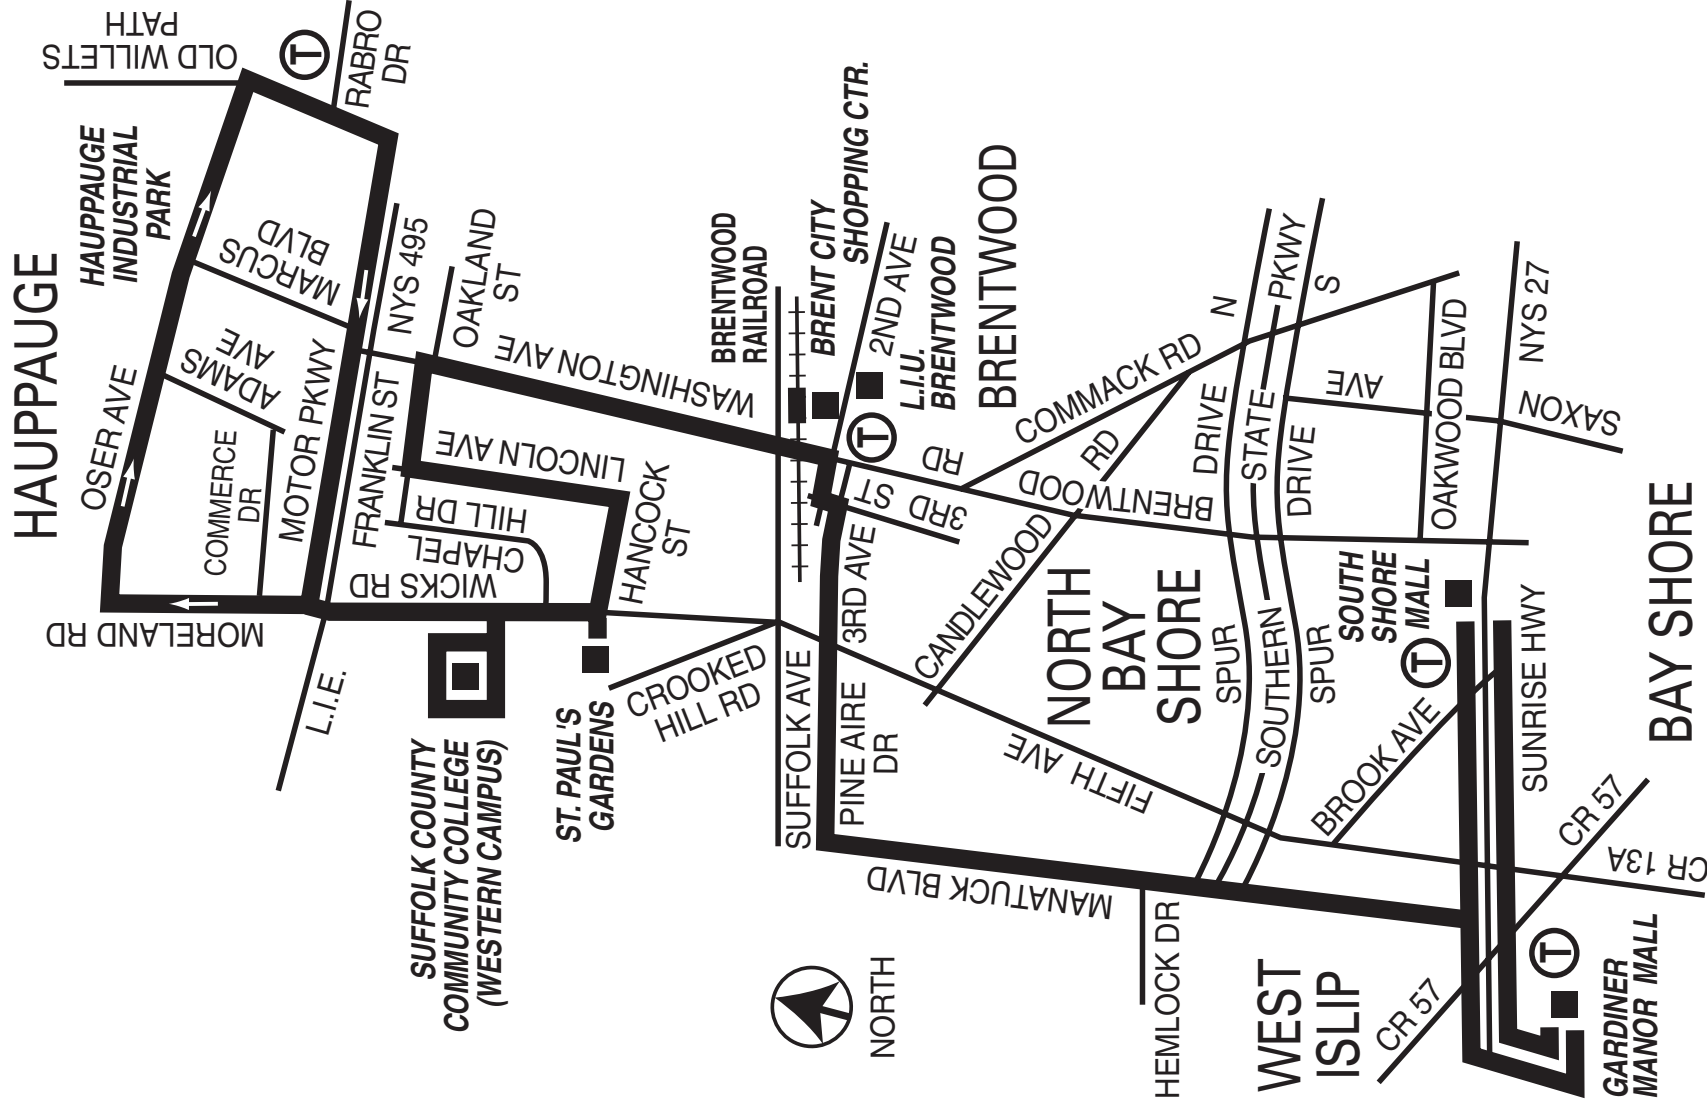 HAUPPAUGE
OLD WILLETS
PATH
T
RABRO
DR
HAUPPAUGE
INDUSTRIAL
PARK
MARCUS
BLVD
ADAMS
AVE
OSER AVE
COMMERCE
DR
MOTOR PKWY
MORELAND RD
NYS 495
OAKLAND
ST
FRANKLIN ST
WASHINGTON AVE
LINCOLN AVE
HILL DR
CHAPEL
WICKS RD
HANCOCK
ST
L.I.E.
SUFFOLK COUNTY
COMMUNITY COLLEGE
(WESTERN CAMPUS)
ST. PAUL'S
GARDENS
CROOKED
HILL RD
SUFFOLK AVE
BRENTWOOD
RAILROAD
BRENT CITY
SHOPPING CTR.
2ND AVE
T
L.I.U.
BRENTWOOD
BRENTWOOD
3RD ST
3RD AVE
PINE AIRE
DR
COMMACK RD
BRENTWOOD
RD
CANDLEWOOD
RD
NORTH
BAY
SHORE
FIFTH AVE
MANATUCK BLVD
HEMLOCK DR
NORTH
N
DRIVE
SPUR
PKWY
STATE
SOUTHERN
S
DRIVE
SPUR
SAXON
AVE
OAKWOOD BLVD
NYS 27
SOUTH
SHORE
MALL
T
BROOK AVE
SUNRISE HWY
BAY SHORE
CR 57
CR 13A
CR 57
WEST
ISLIP
T
GARDINER
MANOR MALL